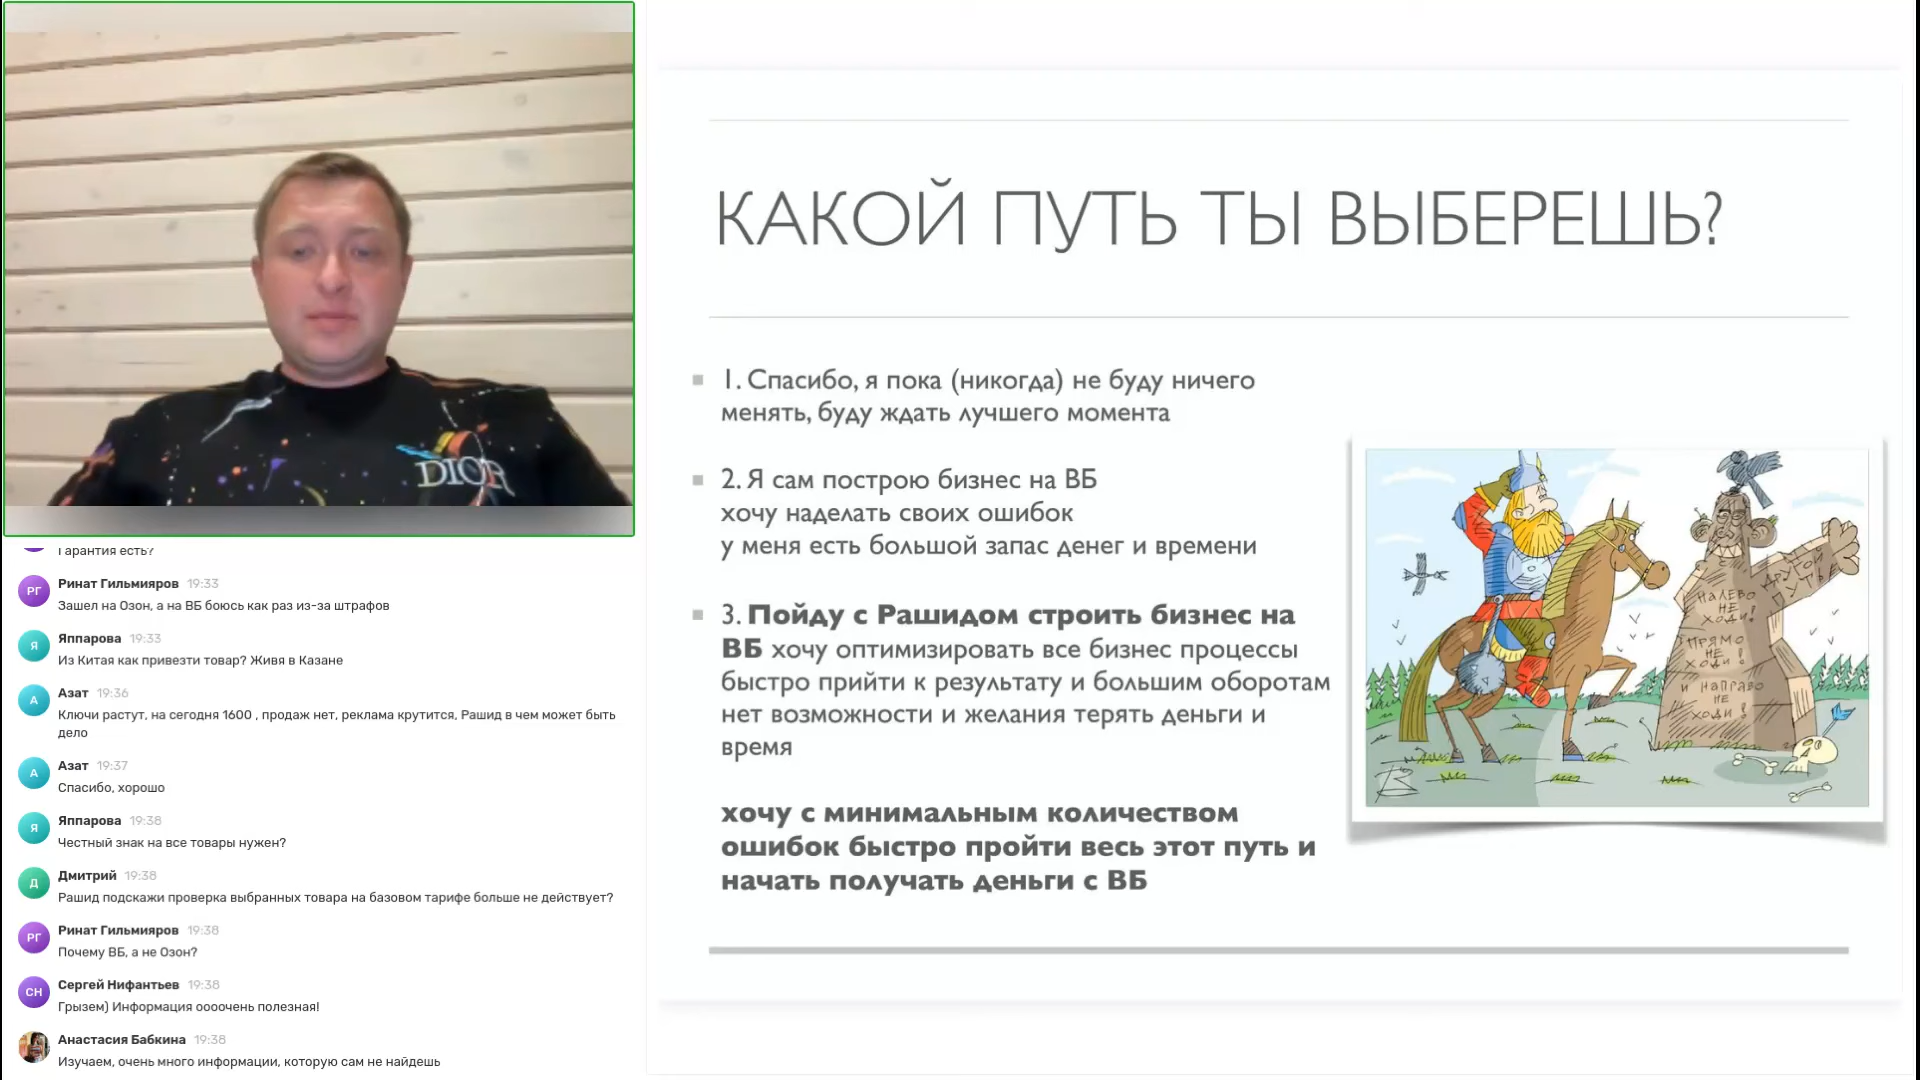 DIOR
Гарантия есть?
РГ
Ринат Гильмияров 19:33
Зашел на Озон, а на ВБ боюсь как раз из-за штрафов
Я
Яппарова 19:33
Из Китая как привезти товар? Живя в Казане
А
Азат 19:36
Ключи растут, на сегодня 1600 , продаж нет, реклама крутится, Рашид в чем может быть
дело
А
Азат 19:37
Спасибо, хорошо
Я
Яппарова 19:38
Честный знак на все товары нужен?
Д
Дмитрий 19:38
Рашид подскажи проверка выбранных товара на базовом тарифе больше не действует?
РГ
Ринат Гильмияров 19:38
Почему ВБ, а не Озон?
СН
Сергей Нифантьев 19:38
Грызем) Информация оооочень полезная!
Анастасия Бабкина 19:38
Изучаем, очень много информации, которую сам не найдешь
КАКОЙ ПУТЬ ТЫ ВЫБЕРЕШЬ?
1. Спасибо, я пока (никогда) не буду ничего
менять, буду ждать лучшего момента
2. Я сам построю бизнес на ВБ
хочу наделать своих ошибок
у меня есть большой запас денег и времени
3. Пойду с Рашидом строить бизнес на
ВБ хочу оптимизировать все бизнес процессы
быстро прийти к результату и большим оборотам
нет возможности и желания терять деньги и
время
хочу с минимальным количеством
ошибок быстро пройти весь этот путь и
начать получать деньги с ВБ
ДРУГОЙ
НАЛЕВО
НЕ
ХОДИ!
ПРЯМО
НЕ
ХОДИ!
И НАПРАВО
НЕ
ХОДИ!